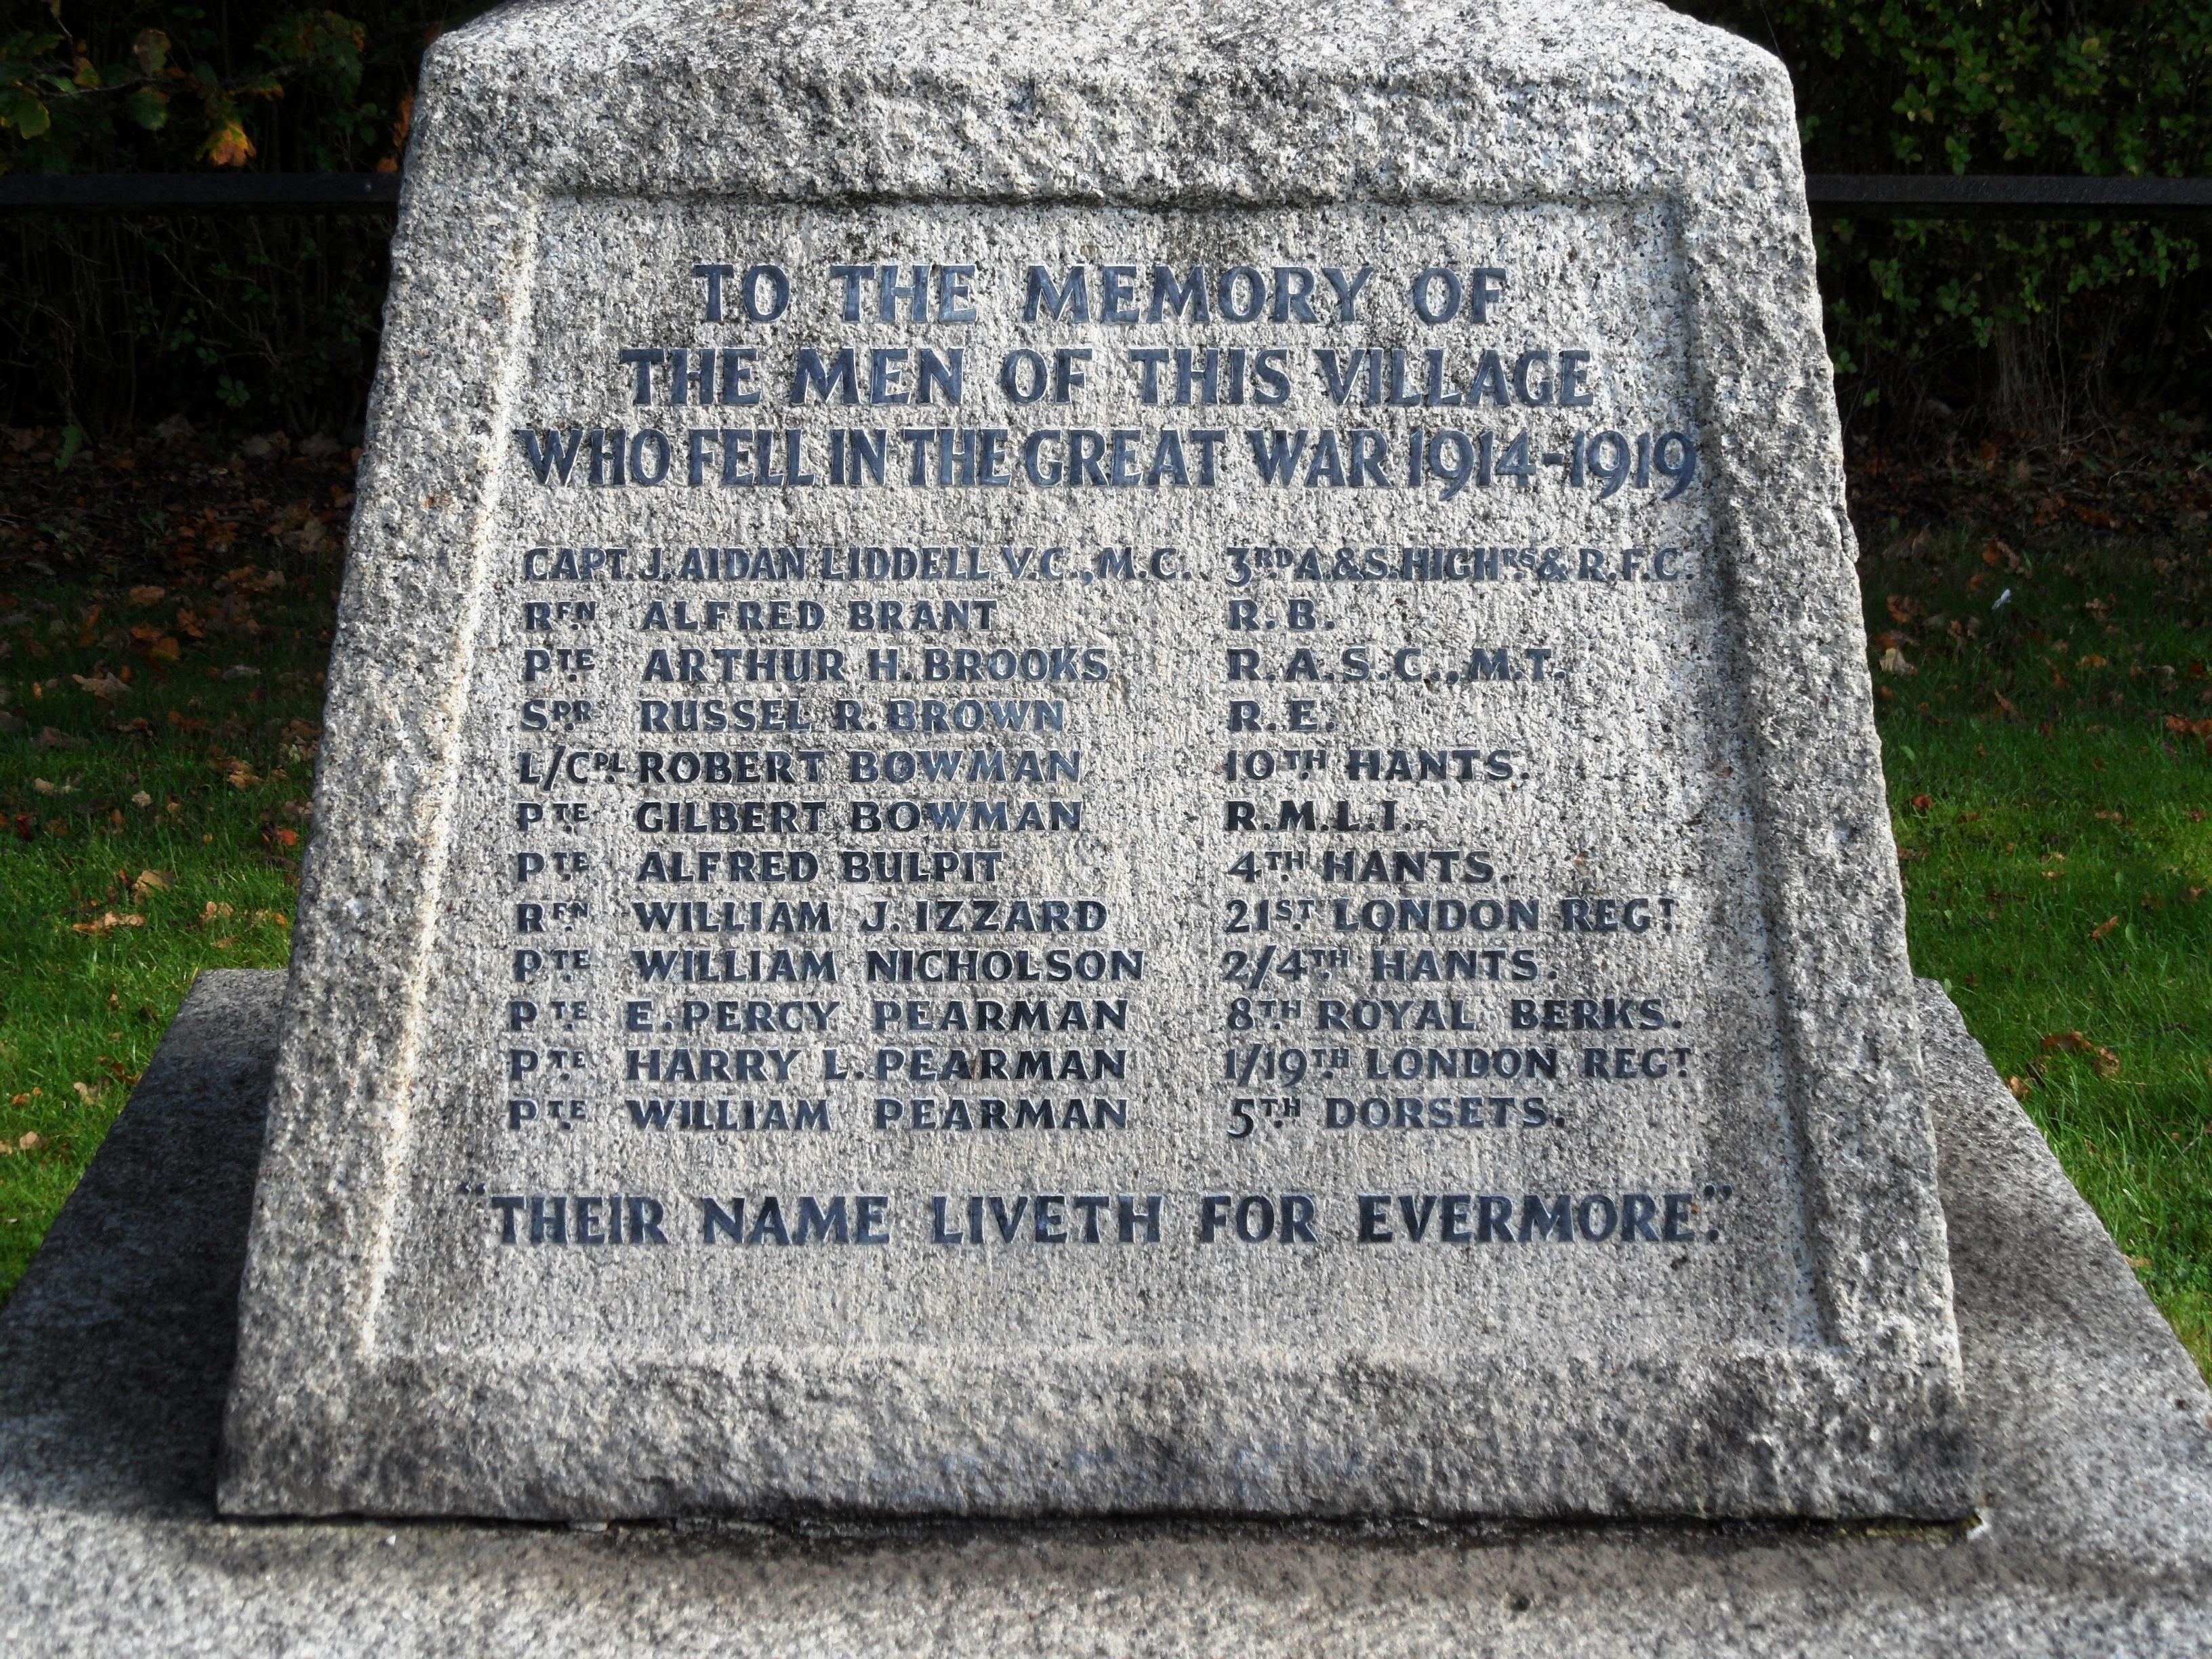 TO THE MEMORY OF
THE MEN OF THIS VILLAGE
WHO FELL IN THE GREAT WAR 1914-1919
CAPT. J. AIDAN LIDDELL V.C., M.C. 3RD A. & S. HIGHRS & R.F.C.
RFN ALFRED BRANT R.B.
PTE ARTHUR H. BROOKS R.A.S.C., M.T.
SPR RUSSEL R. BROWN R.E.
L/CPL ROBERT BOWMAN 10TH HANTS.
PTE GILBERT BOWMAN R.M.L.I.
PTE ALFRED BULPIT 4TH HANTS.
RFN WILLIAM J. IZZARD 21ST LONDON REGT
PTE WILLIAM NICHOLSON 2/4TH HANTS.
PTE E. PERCY PEARMAN 8TH ROYAL BERKS.
PTE HARRY L. PEARMAN 1/19TH LONDON REGT
PTE WILLIAM PEARMAN 5TH DORSETS.
"THEIR NAME LIVETH FOR EVERMORE."